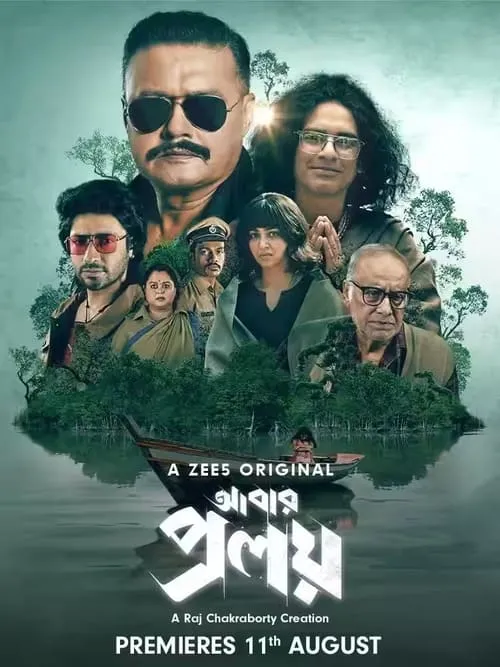 A ZEE5 ORIGINAL
আবার
প্রলয়
A Raj Chakraborty Creation
PREMIERES 11th AUGUST